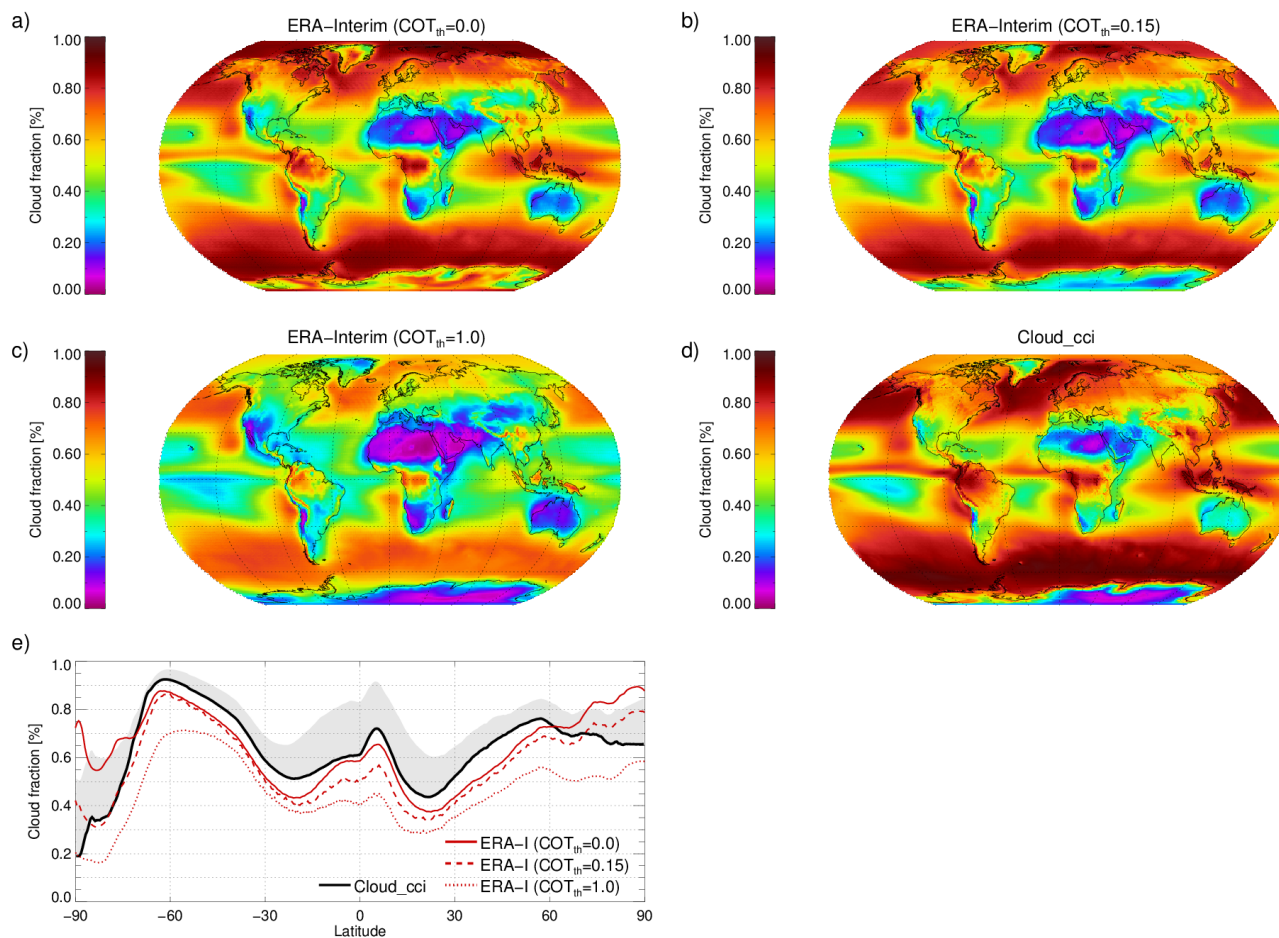 a)
ERA−Interim (COTth=0.0)
1.00
0.80
0.60
0.40
0.20
0.00
Cloud fraction [%]
b)
ERA−Interim (COTth=0.15)
1.00
0.80
0.60
0.40
0.20
0.00
Cloud fraction [%]
c)
ERA−Interim (COTth=1.0)
1.00
0.80
0.60
0.40
0.20
0.00
Cloud fraction [%]
d)
Cloud_cci
1.00
0.80
0.60
0.40
0.20
0.00
Cloud fraction [%]
e)
1.0
0.8
0.6
0.4
0.2
0.0
Cloud fraction [%]
ERA−I (COTth=0.0)
ERA−I (COTth=0.15)
Cloud_cci
ERA−I (COTth=1.0)
−90
−60
−30
0
30
60
90
Latitude